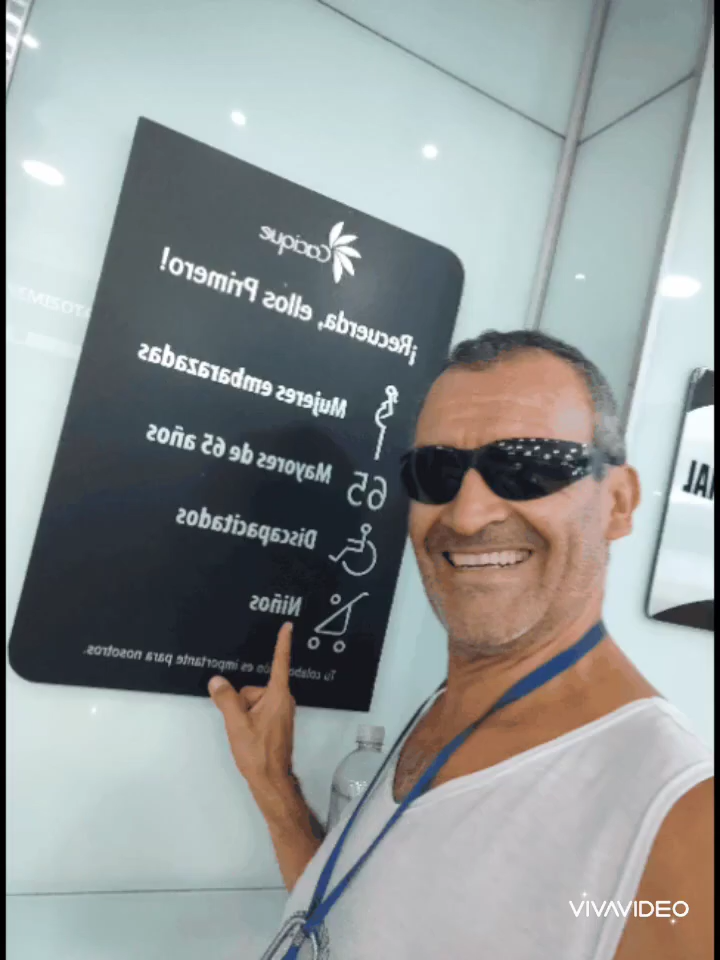 Cacique
¡Recuerda, ellos Primero!
Mujeres embarazadas
65 Mayores de 65 años
Discapacitados
Niños
Tu es importante para nosotros.
VIVAVIDEO